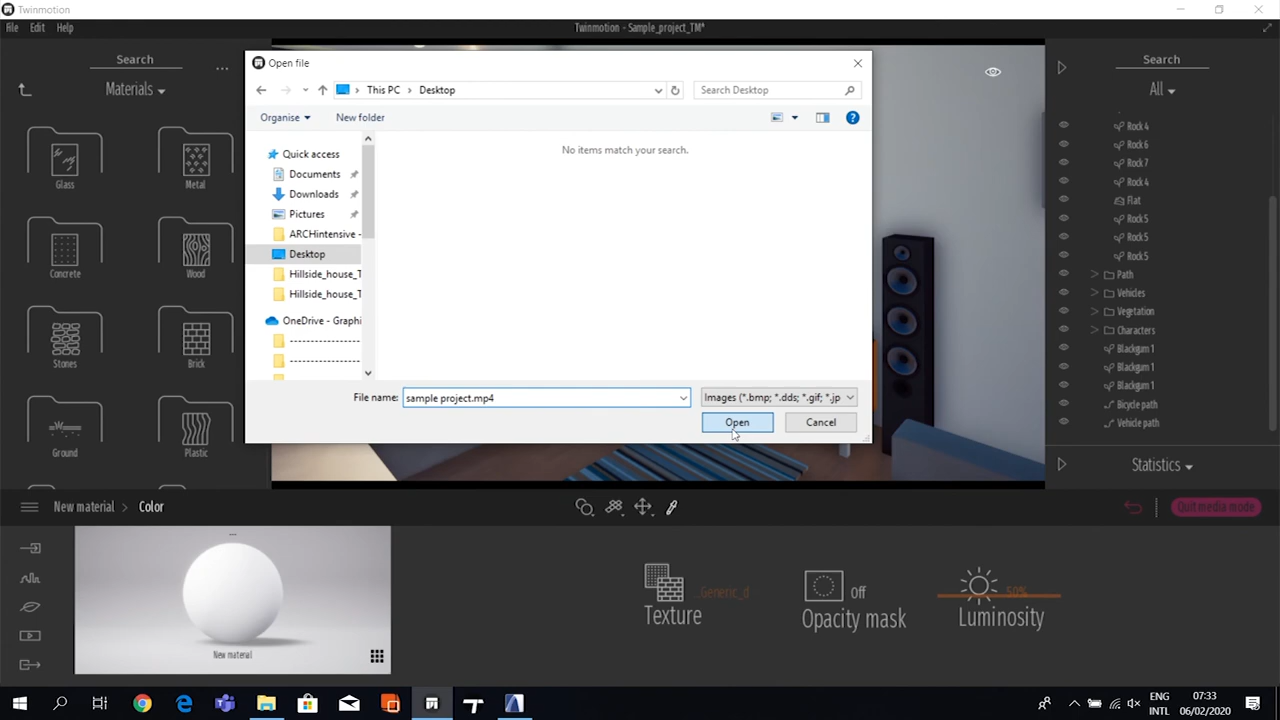 Twinmotion
File Edit Help
Twinmotion - Sample_project_TM*
Search
...
Materials
Glass
Metal
Concrete
Wood
Stones
Brick
Ground
Plastic
Open file
This PC > Desktop
Search Desktop
Organise
New folder
No items match your search.
Quick access
Documents
Downloads
Pictures
ARCHintensive -
Desktop
Hillside_house_T
Hillside_house_T
OneDrive - Graphi
------------------
------------------
File name:
sample project.mp4
Images (*.bmp; *.dds; *.gif; *.jp
Open
Cancel
Search
All
Rock 4
Rock 6
Rock 7
Rock 4
Flat
Rock 5
Rock 5
Rock 5
Path
Vehicles
Vegetation
Characters
Blackgum 1
Blackgum 1
Blackgum 1
Bicycle path
Vehicle path
Statistics
New material > Color
Quit media mode
New material
..Generic_d
Texture
Off
Opacity mask
50%
Luminosity
ENG
INTL
07:33
06/02/2020